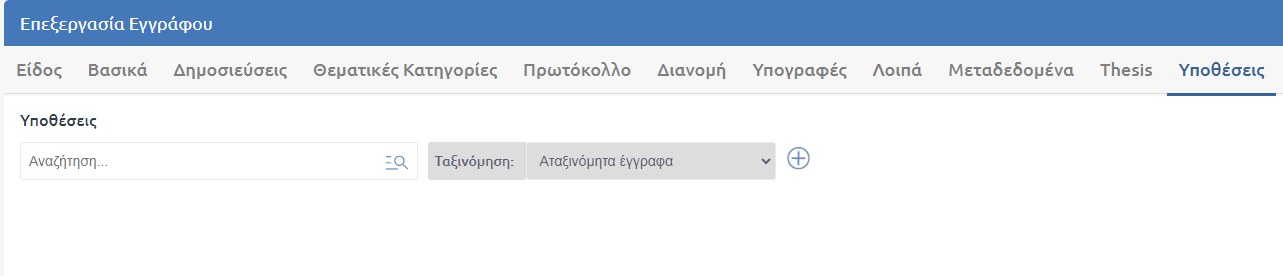 Επεξεργασία Εγγράφου
Είδος Βασικά Δημοσιεύσεις Θεματικές Κατηγορίες Πρωτόκολλο Διανομή Υπογραφές Λοιπά Μεταδεδομένα Thesis Υποθέσεις
Υποθέσεις
Αναζήτηση... Ταξινόμηση: Αταξινόμητα έγγραφα